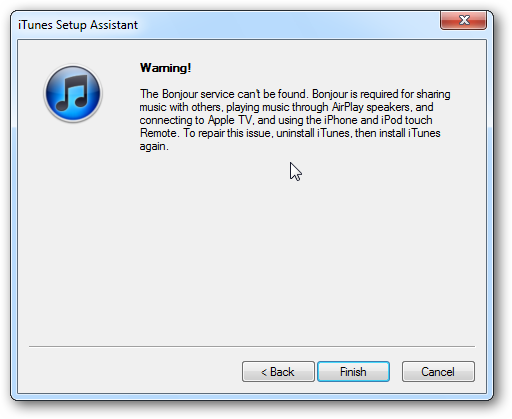 iTunes Setup Assistant
Warning!
The Bonjour service can't be found. Bonjour is required for sharing
music with others, playing music through AirPlay speakers, and
connecting to Apple TV, and using the iPhone and iPod touch
Remote. To repair this issue, uninstall iTunes, then install iTunes
again.
< Back
Finish
Cancel